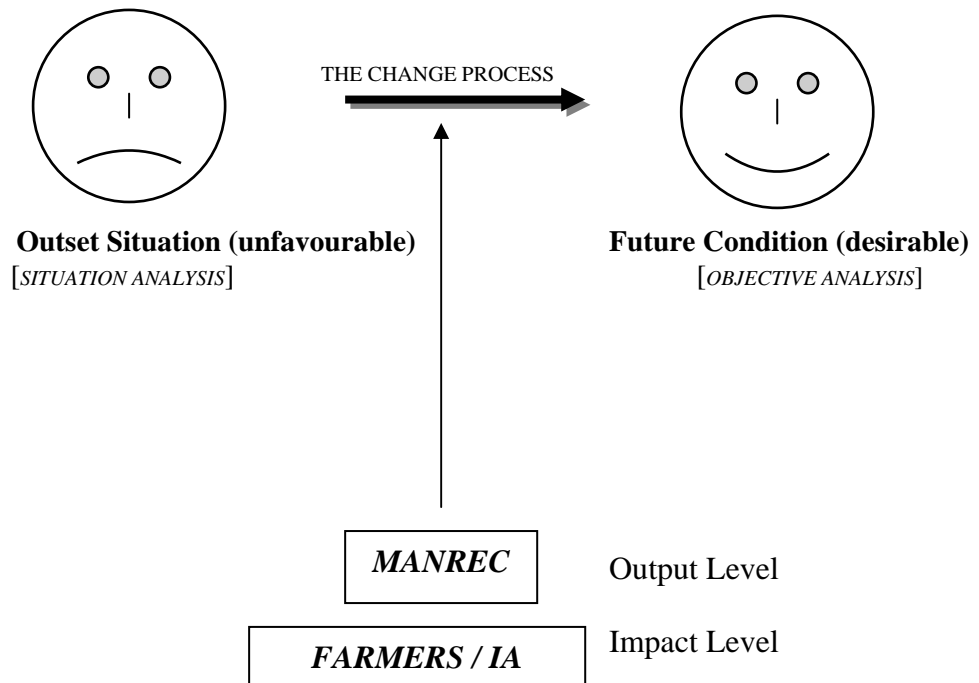 THE CHANGE PROCESS
Outset Situation (unfavourable)
Future Condition (desirable)
[SITUATION ANALYSIS]
[OBJECTIVE ANALYSIS]
MANREC
Output Level
FARMERS / IA
Impact Level